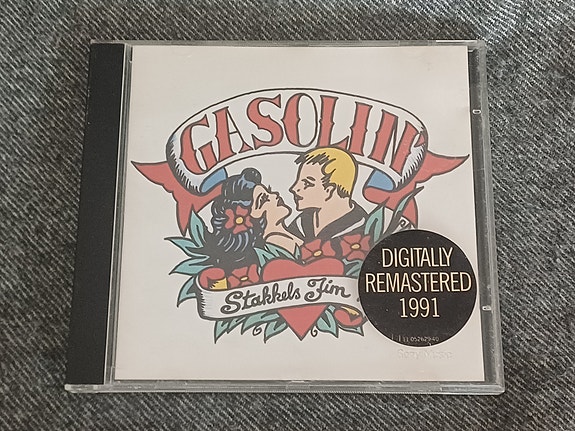 GASOLIN'
Stakkels Jim
DIGITALLY
REMASTERED
1991